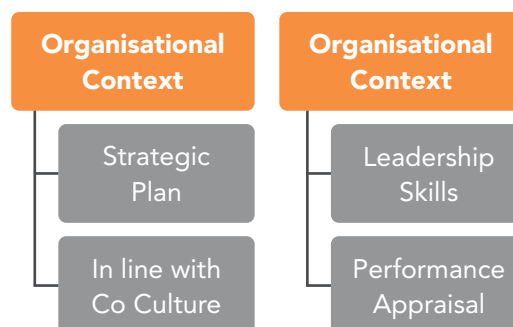 Organisational
Context
Strategic
Plan
In line with
Co Culture
Organisational
Context
Leadership
Skills
Performance
Appraisal